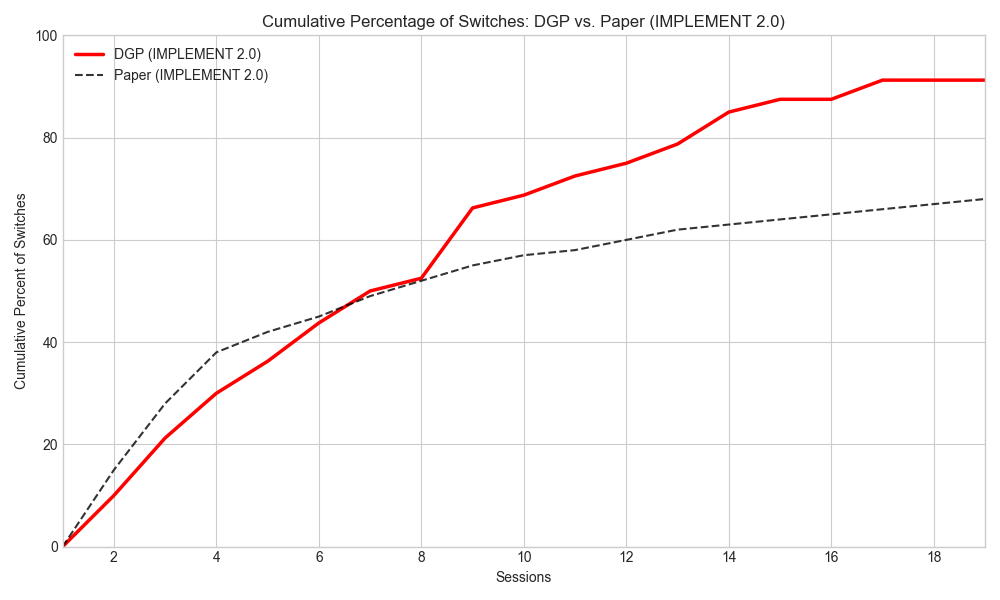 Cumulative Percentage of Switches: DGP vs. Paper (IMPLEMENT 2.0)
DGP (IMPLEMENT 2.0)
Paper (IMPLEMENT 2.0)
Cumulative Percent of Switches
100
80
60
40
20
0
2 4 6 8 10 12 14 16 18
Sessions